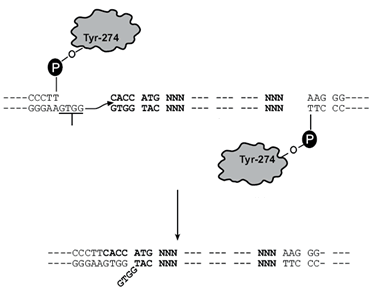 Tyr-274
P
----CCCTT CACC ATG NNN --- --- --- NNN AAG GG----
----GGGAAGTGG GTGG TAC NNN --- --- --- NNN TTC CC----
P
Tyr-274
----CCCTTCACC ATG NNN --- --- --- --- NNN AAG GG----
----GGGAAGTGG TAC NNN --- --- --- --- NNN TTC CC----
GTGG